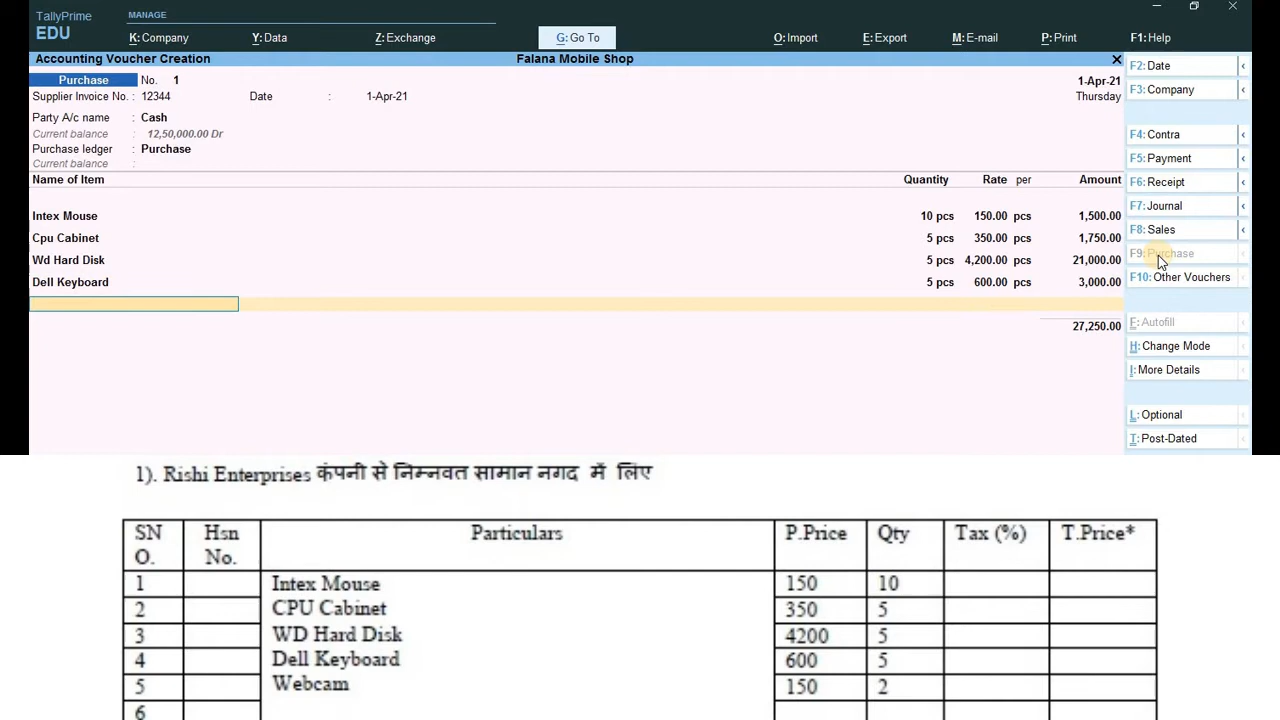 TallyPrime
MANAGE
EDU
K: Company
Y: Data
Z: Exchange
G: Go To
O: Import
E: Export
M: E-mail
P: Print
F1: Help
Accounting Voucher Creation
Falana Mobile Shop
Purchase No. 1
1-Apr-21
Supplier Invoice No. : 12344 Date : 1-Apr-21
Thursday
Party A/c name : Cash
Current balance : 12,50,000.00 Dr
Purchase ledger : Purchase
Current balance :
Name of Item Quantity Rate per Amount
Intex Mouse 10 pcs 150.00 pcs 1,500.00
Cpu Cabinet 5 pcs 350.00 pcs 1,750.00
Wd Hard Disk 5 pcs 4,200.00 pcs 21,000.00
Dell Keyboard 5 pcs 600.00 pcs 3,000.00
27,250.00
F2: Date
F3: Company
F4: Contra
F5: Payment
F6: Receipt
F7: Journal
F8: Sales
F9: Purchase
F10: Other Vouchers
E: Autofill
H: Change Mode
I: More Details
L: Optional
T: Post-Dated
1). Rishi Enterprises कंपनी से निम्नवत सामान नगद में लिए
SN O. Hsn No. Particulars P.Price Qty Tax (%) T.Price*
1 Intex Mouse 150 10
2 CPU Cabinet 350 5
3 WD Hard Disk 4200 5
4 Dell Keyboard 600 5
5 Webcam 150 2
6